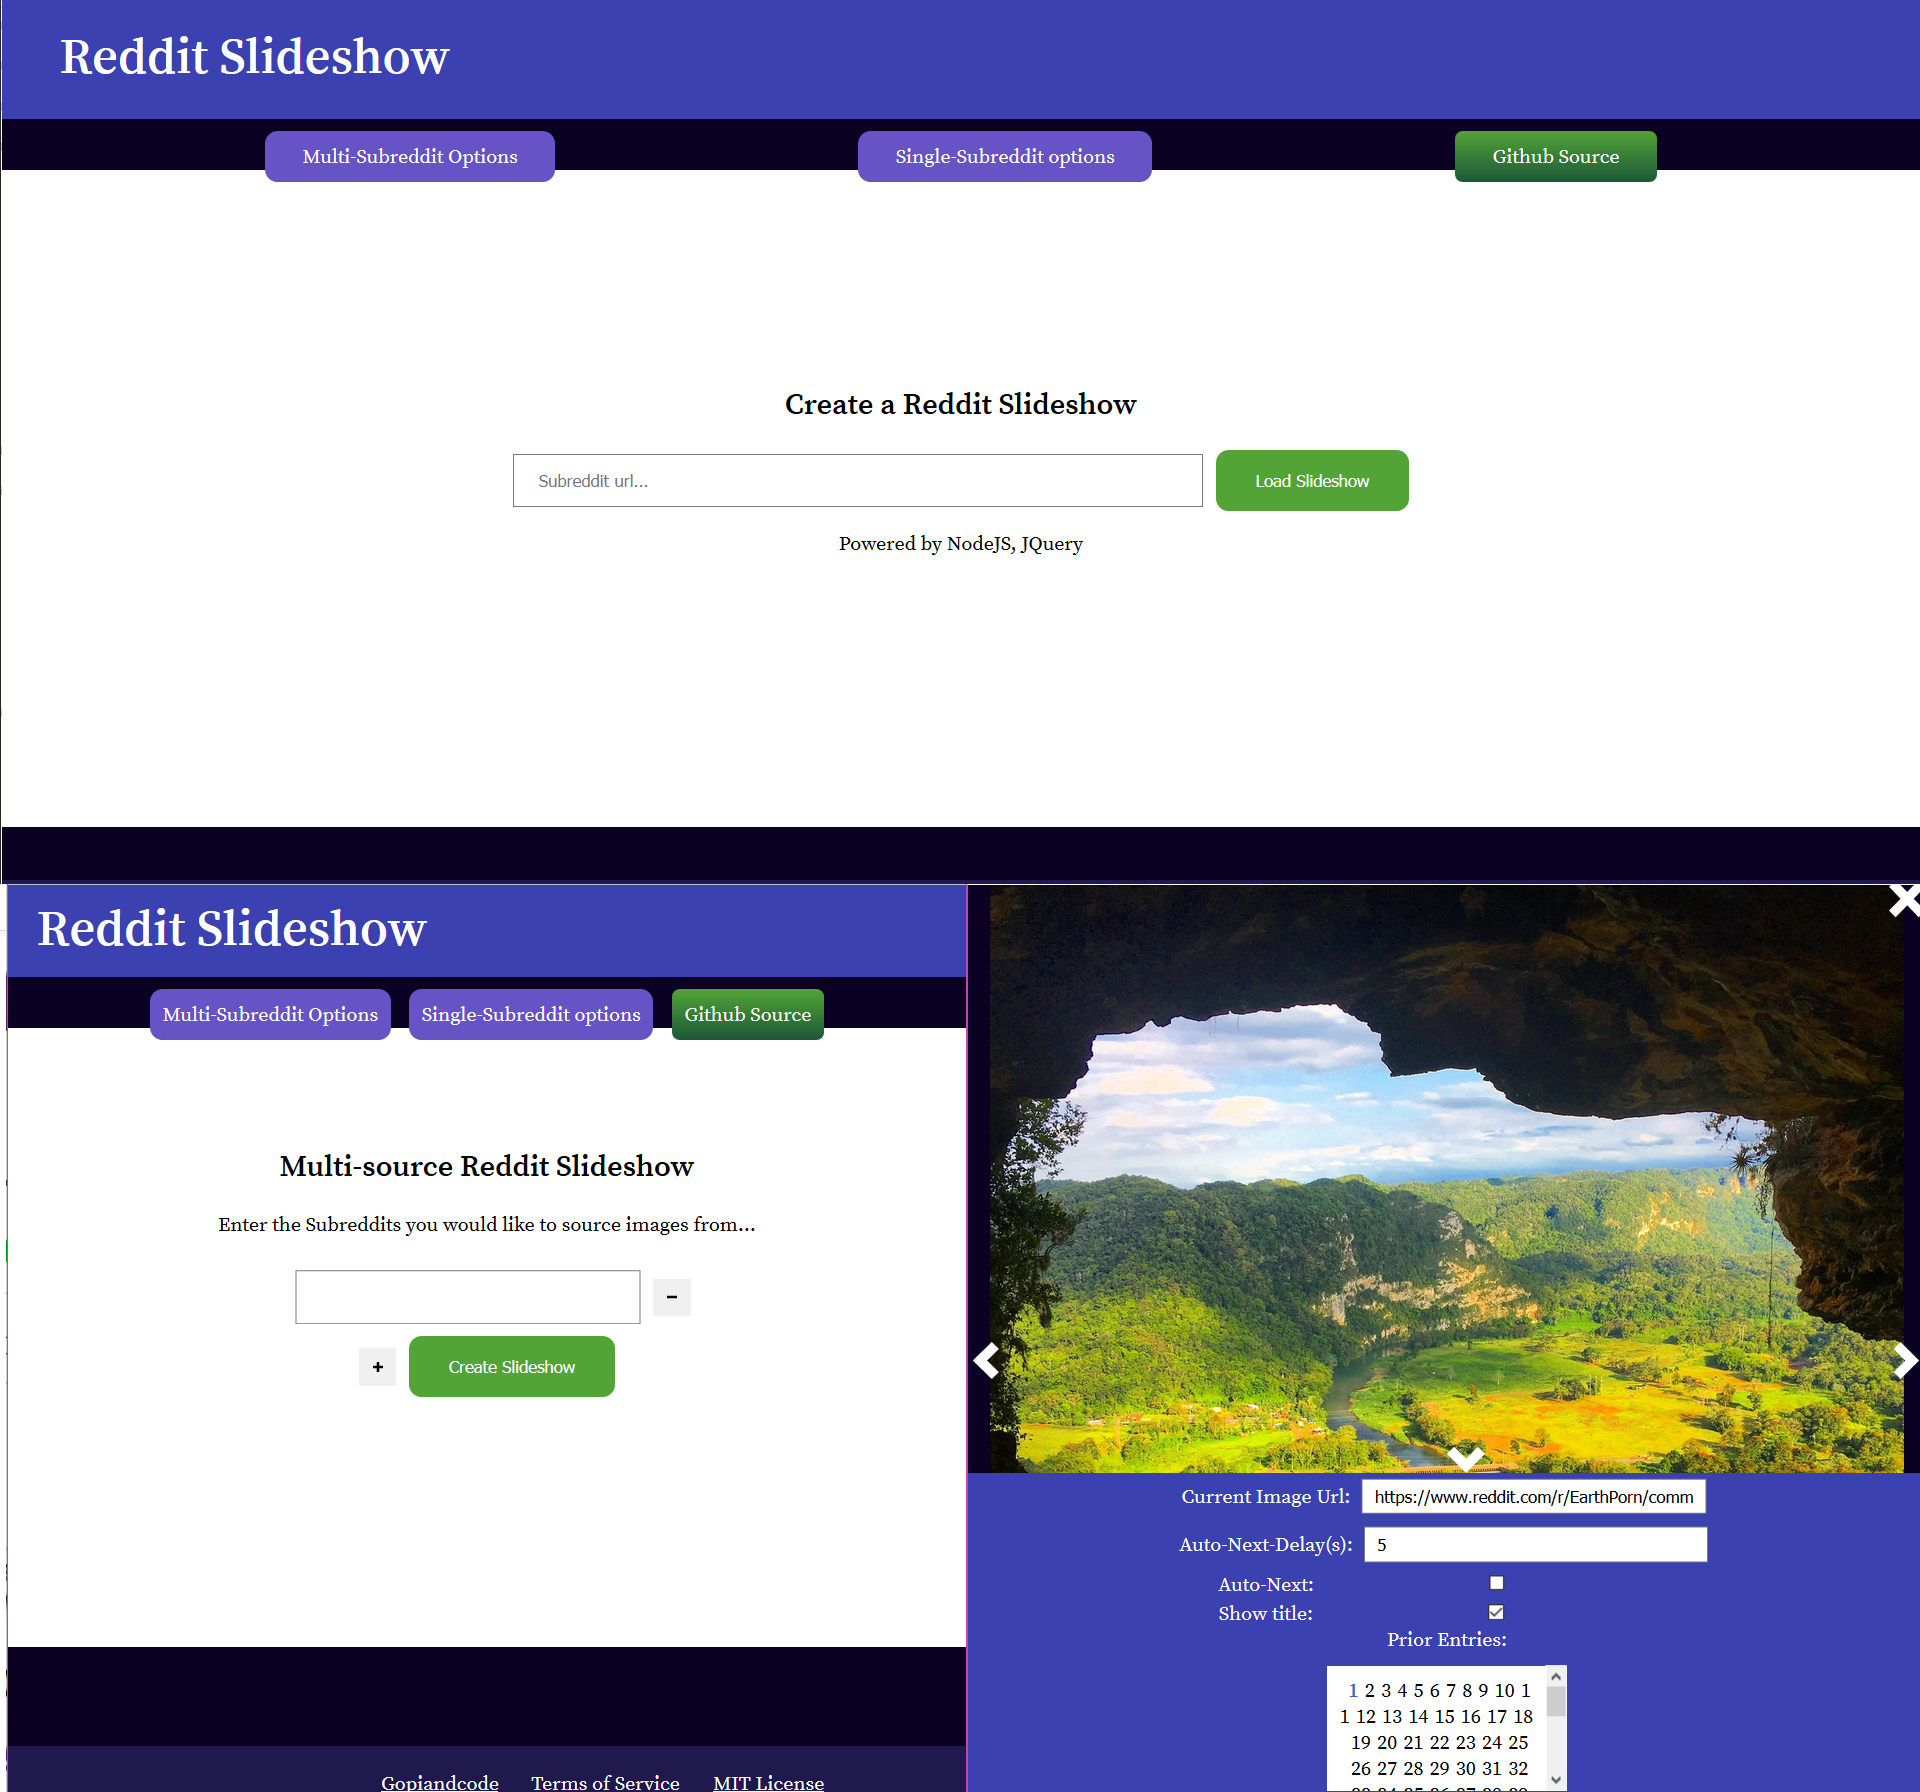 Reddit Slideshow
Multi-Subreddit Options
Single-Subreddit options
Github Source
Create a Reddit Slideshow
Subreddit url...
Load Slideshow
Powered by NodeJS, JQuery
Reddit Slideshow
Multi-Subreddit Options
Single-Subreddit options
Github Source
Multi-source Reddit Slideshow
Enter the Subreddits you would like to source images from...
-
+
Create Slideshow
Gopiandcode
Terms of Service
MIT License
Current Image Url: https://www.reddit.com/r/EarthPorn/comm
Auto-Next-Delay(s): 5
Auto-Next:
Show title:
Prior Entries:
1 2 3 4 5 6 7 8 9 10 1
1 12 13 14 15 16 17 18
19 20 21 22 23 24 25
26 27 28 29 30 31 32